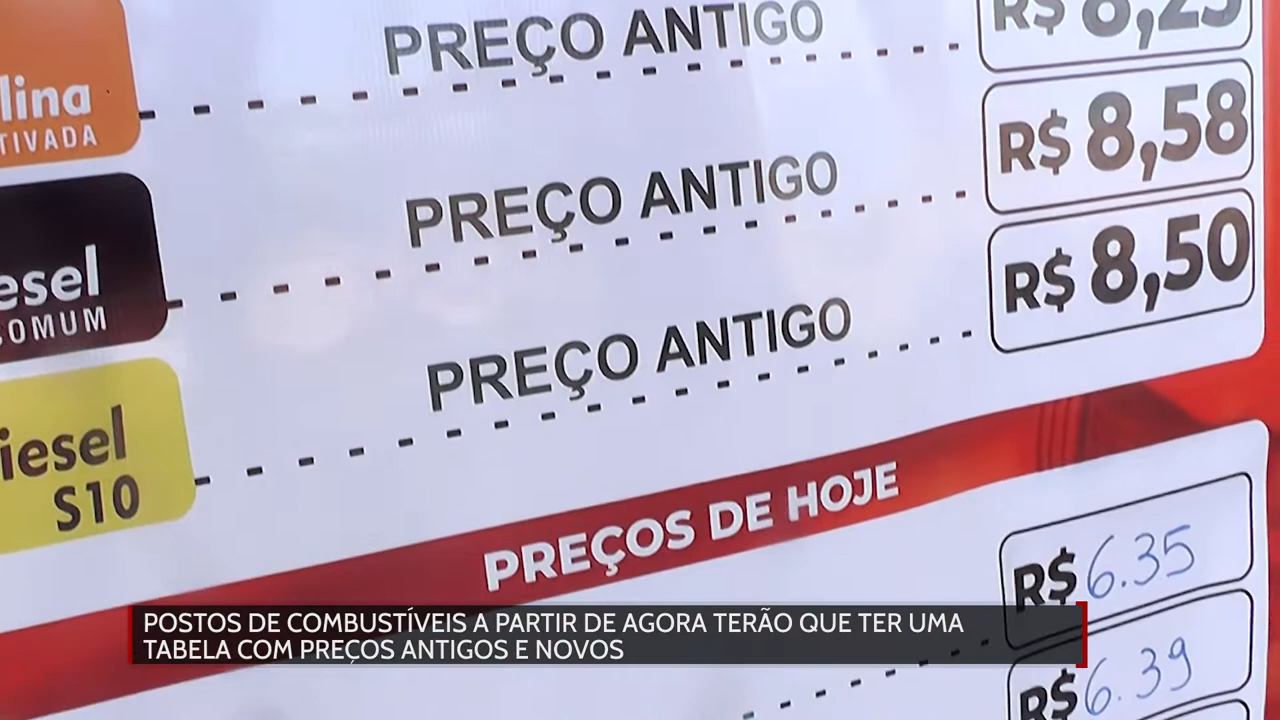 PREÇO ANTIGO
R$ 8,25
lina
TIVADA
PREÇO ANTIGO
R$ 8,58
esel
COMUM
PREÇO ANTIGO
R$ 8,50
iesel
S10
PREÇOS DE HOJE
R$ 6.35
R$ 6.39
POSTOS DE COMBUSTÍVEIS A PARTIR DE AGORA TERÃO QUE TER UMA
TABELA COM PREÇOS ANTIGOS E NOVOS